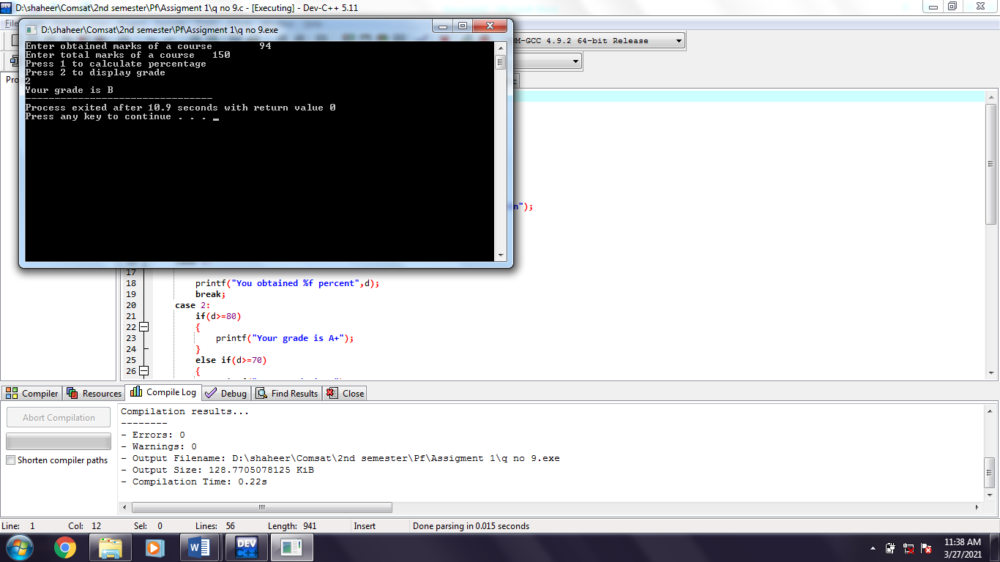 D:\shaheer\Comsat\2nd semester\Pf\Assigment 1\q no 9.c - [Executing] - Dev-C++ 5.11
D:\shaheer\Comsat\2nd semester\Pf\Assigment 1\q no 9.exe
Enter obtained marks of a course 94
Enter total marks of a course 150
Press 1 to calculate percentage
Press 2 to display grade
2
Your grade is B
--------------------------------
Process exited after 10.9 seconds with return value 0
Press any key to continue . . .
GCC 4.9.2 64-bit Release
n");
17
18 printf("You obtained %f percent",d);
19 break;
20 case 2:
21 if(d>=80)
22 {
23 printf("Your grade is A+");
24 }
25 else if(d>=70)
26 {
Compiler Resources Compile Log Debug Find Results Close
Abort Compilation
Shorten compiler paths
Compilation results...
--------
- Errors: 0
- Warnings: 0
- Output Filename: D:\shaheer\Comsat\2nd semester\Pf\Assigment 1\q no 9.exe
- Output Size: 128.7705078125 KiB
- Compilation Time: 0.22s
Line: 1 Col: 12 Sel: 0 Lines: 56 Length: 941 Insert Done parsing in 0.015 seconds
DEV C++
11:38 AM
3/27/2021